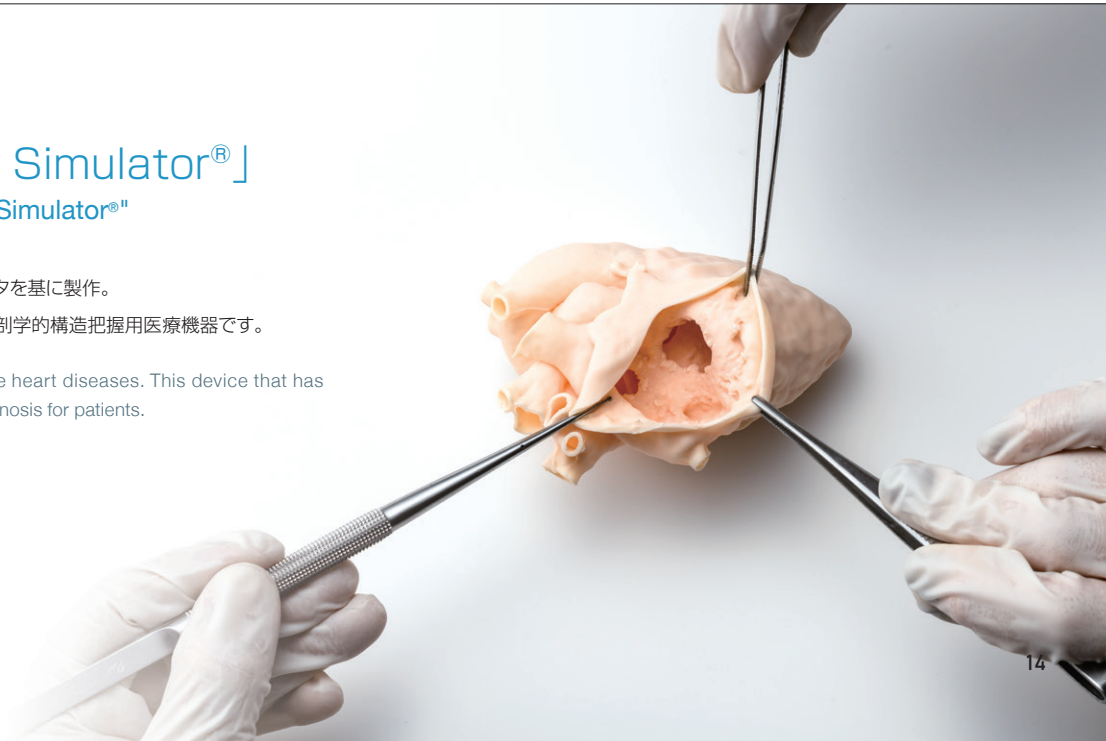 Simulator®」
Simulator®"
タを基に製作。
剖学的構造把握用医療機器です。
e heart diseases. This device that has
nosis for patients.
14